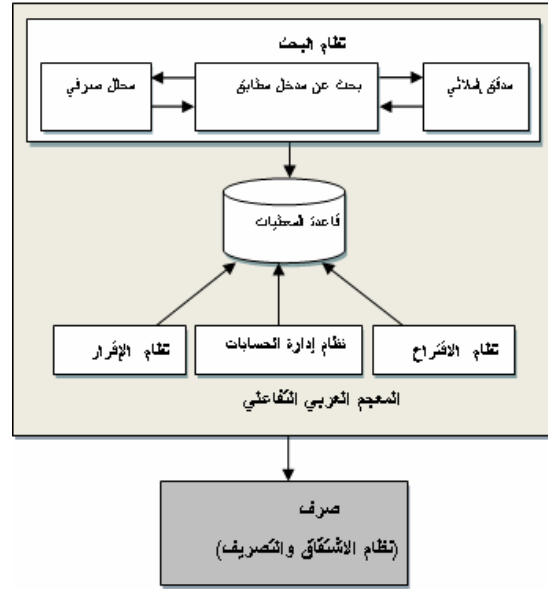 نظام البحث
مدقق إملائي
بحث عن مدخل مطابق
محلل صرفي
قاعدة المعطيات
نظام الاقتراح
نظام إدارة الحسابات
نظام الإقرار
المعجم العربي التفاعلي
صرف
(نظام الاشتقاق والتصريف)